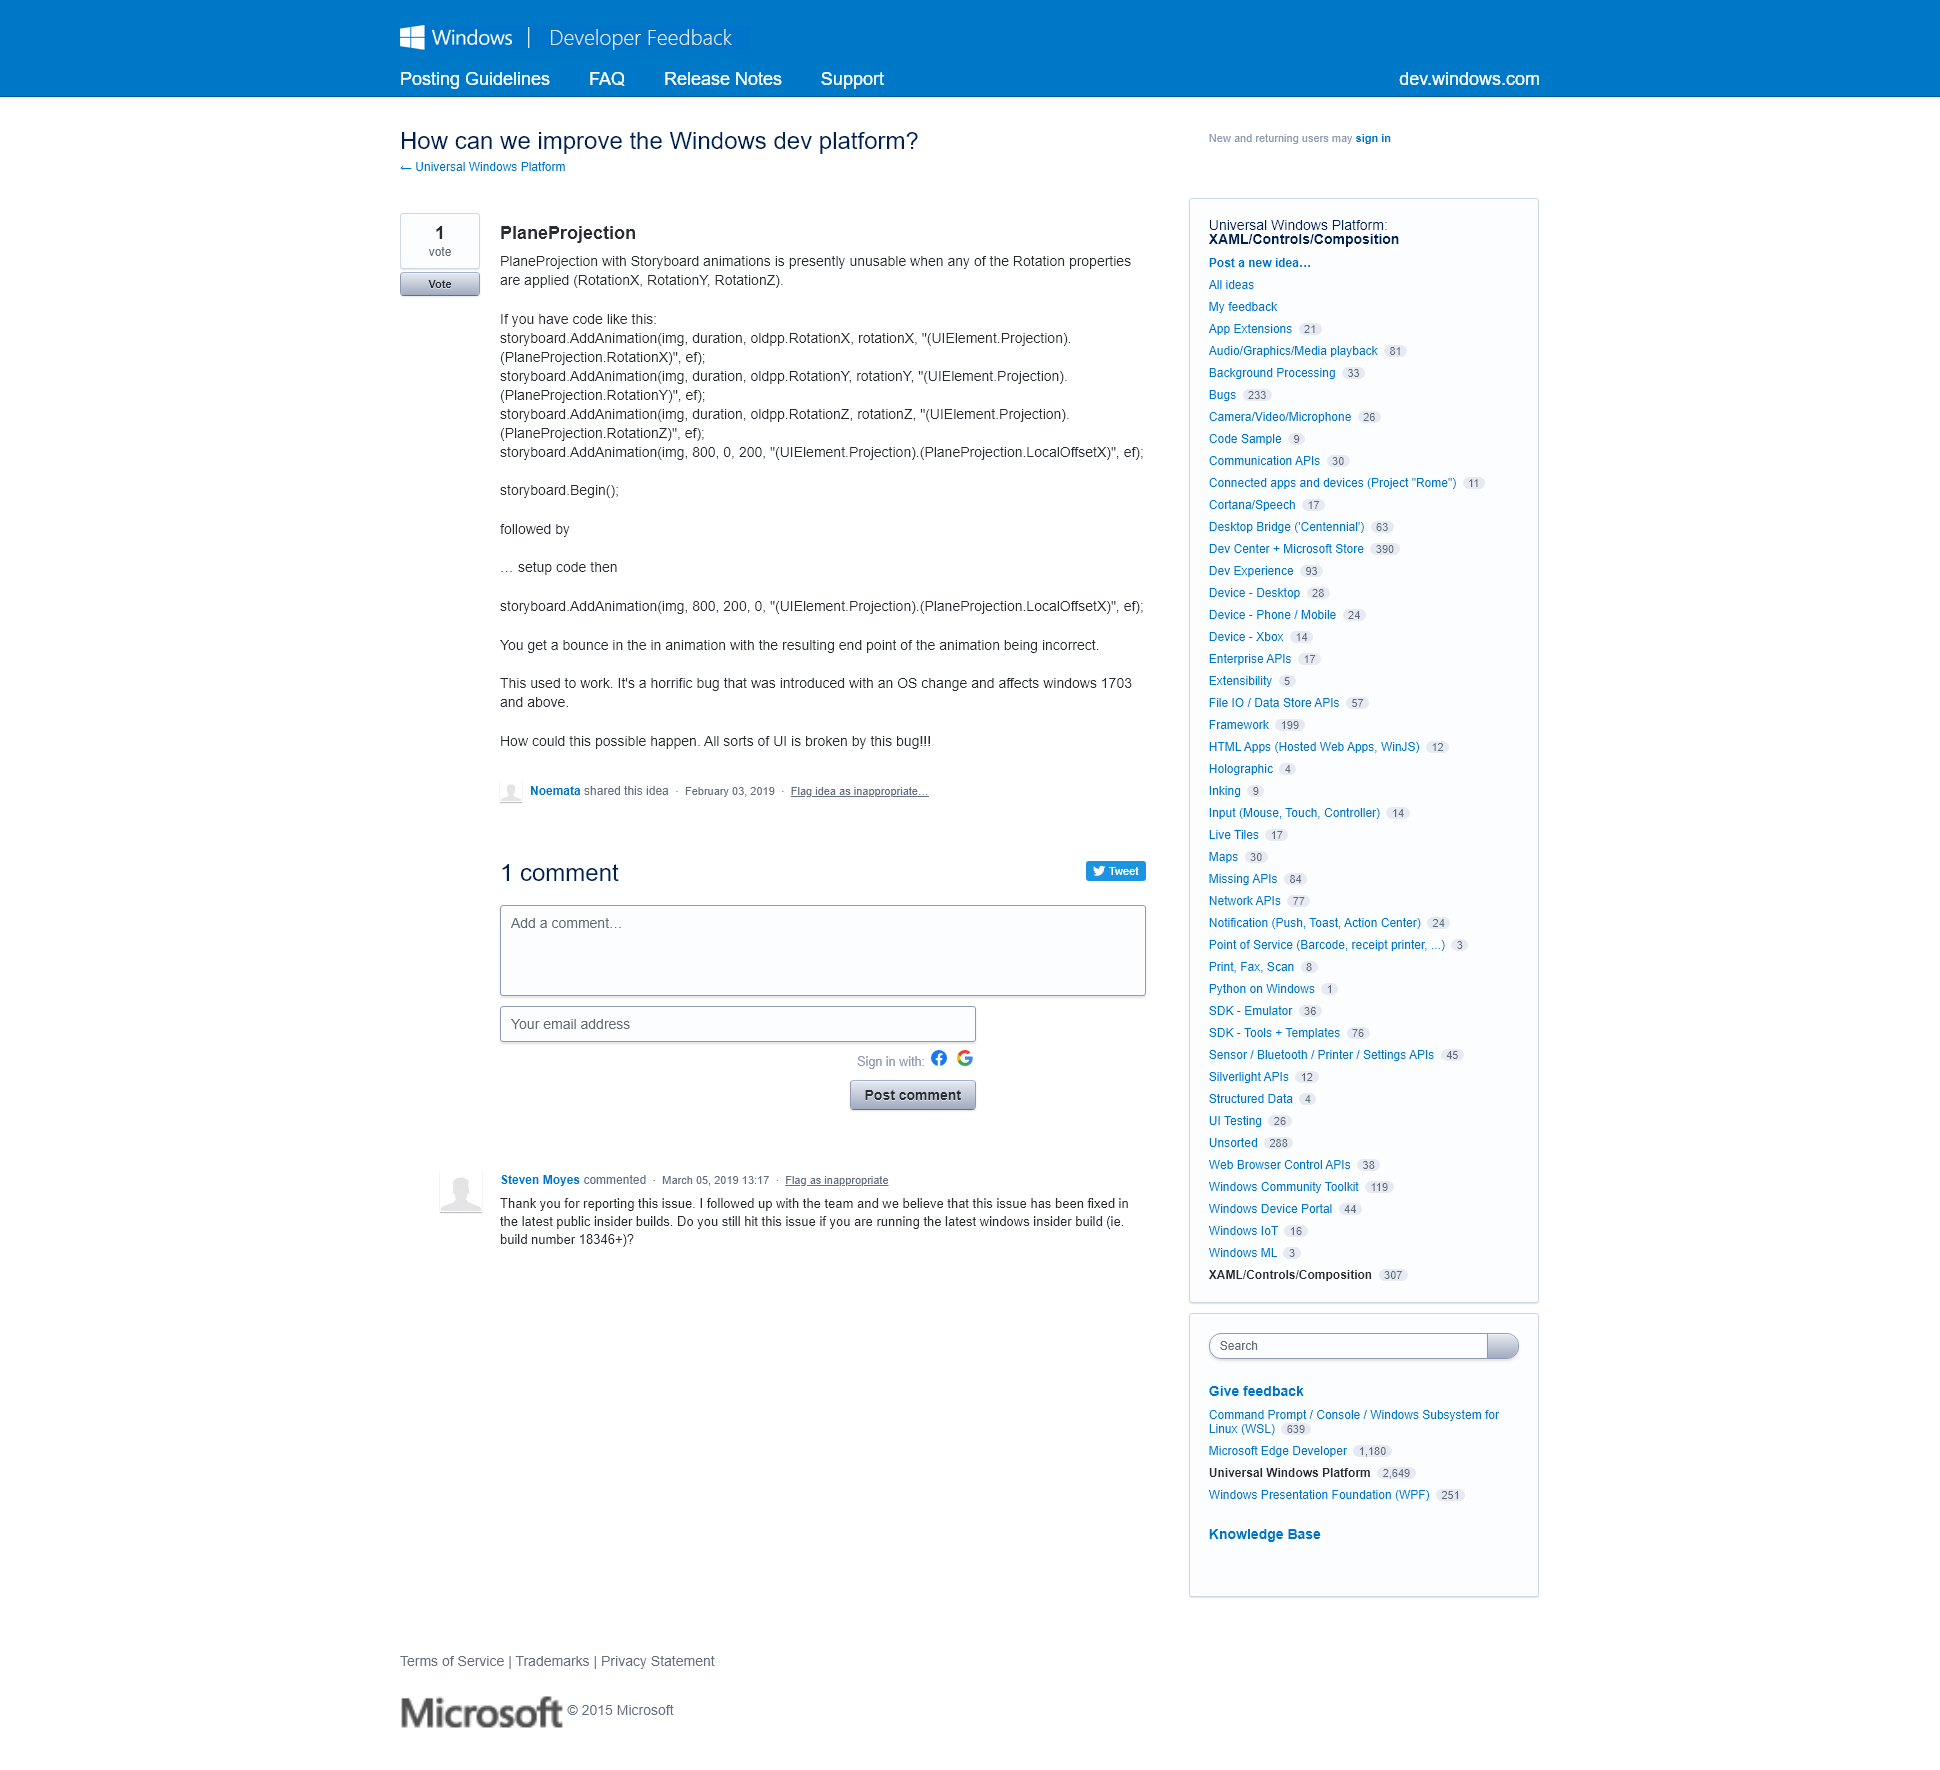 Windows | Developer Feedback
Posting Guidelines FAQ Release Notes Support dev.windows.com
How can we improve the Windows dev platform?
← Universal Windows Platform
New and returning users may sign in
1
vote
Vote
PlaneProjection
PlaneProjection with Storyboard animations is presently unusable when any of the Rotation properties
are applied (RotationX, RotationY, RotationZ).
If you have code like this:
storyboard.AddAnimation(img, duration, oldpp.RotationX, rotationX, "(UIElement.Projection).
(PlaneProjection.RotationX)", ef);
storyboard.AddAnimation(img, duration, oldpp.RotationY, rotationY, "(UIElement.Projection).
(PlaneProjection.RotationY)", ef);
storyboard.AddAnimation(img, duration, oldpp.RotationZ, rotationZ, "(UIElement.Projection).
(PlaneProjection.RotationZ)", ef);
storyboard.AddAnimation(img, 800, 0, 200, "(UIElement.Projection).(PlaneProjection.LocalOffsetX)", ef);
storyboard.Begin();
followed by
… setup code then
storyboard.AddAnimation(img, 800, 200, 0, "(UIElement.Projection).(PlaneProjection.LocalOffsetX)", ef);
You get a bounce in the in animation with the resulting end point of the animation being incorrect.
This used to work. It's a horrific bug that was introduced with an OS change and affects windows 1703
and above.
How could this possible happen. All sorts of UI is broken by this bug!!!
Noemata shared this idea · February 03, 2019 · Flag idea as inappropriate…
1 comment
Tweet
Add a comment…
Your email address
Sign in with:
Post comment
Steven Moyes commented · March 05, 2019 13:17 · Flag as inappropriate
Thank you for reporting this issue. I followed up with the team and we believe that this issue has been fixed in
the latest public insider builds. Do you still hit this issue if you are running the latest windows insider build (ie.
build number 18346+)?
Universal Windows Platform:
XAML/Controls/Composition
Post a new idea…
All ideas
My feedback
App Extensions 21
Audio/Graphics/Media playback 81
Background Processing 33
Bugs 233
Camera/Video/Microphone 26
Code Sample 9
Communication APIs 30
Connected apps and devices (Project "Rome") 11
Cortana/Speech 17
Desktop Bridge ('Centennial') 63
Dev Center + Microsoft Store 390
Dev Experience 93
Device - Desktop 28
Device - Phone / Mobile 24
Device - Xbox 14
Enterprise APIs 17
Extensibility 5
File IO / Data Store APIs 57
Framework 199
HTML Apps (Hosted Web Apps, WinJS) 12
Holographic 4
Inking 9
Input (Mouse, Touch, Controller) 14
Live Tiles 17
Maps 30
Missing APIs 84
Network APIs 77
Notification (Push, Toast, Action Center) 24
Point of Service (Barcode, receipt printer, ...) 3
Print, Fax, Scan 8
Python on Windows 1
SDK - Emulator 36
SDK - Tools + Templates 76
Sensor / Bluetooth / Printer / Settings APIs 45
Silverlight APIs 12
Structured Data 4
UI Testing 26
Unsorted 288
Web Browser Control APIs 38
Windows Community Toolkit 119
Windows Device Portal 44
Windows IoT 16
Windows ML 3
XAML/Controls/Composition 307
Search
Give feedback
Command Prompt / Console / Windows Subsystem for
Linux (WSL) 639
Microsoft Edge Developer 1,180
Universal Windows Platform 2,649
Windows Presentation Foundation (WPF) 251
Knowledge Base
Terms of Service | Trademarks | Privacy Statement
Microsoft © 2015 Microsoft